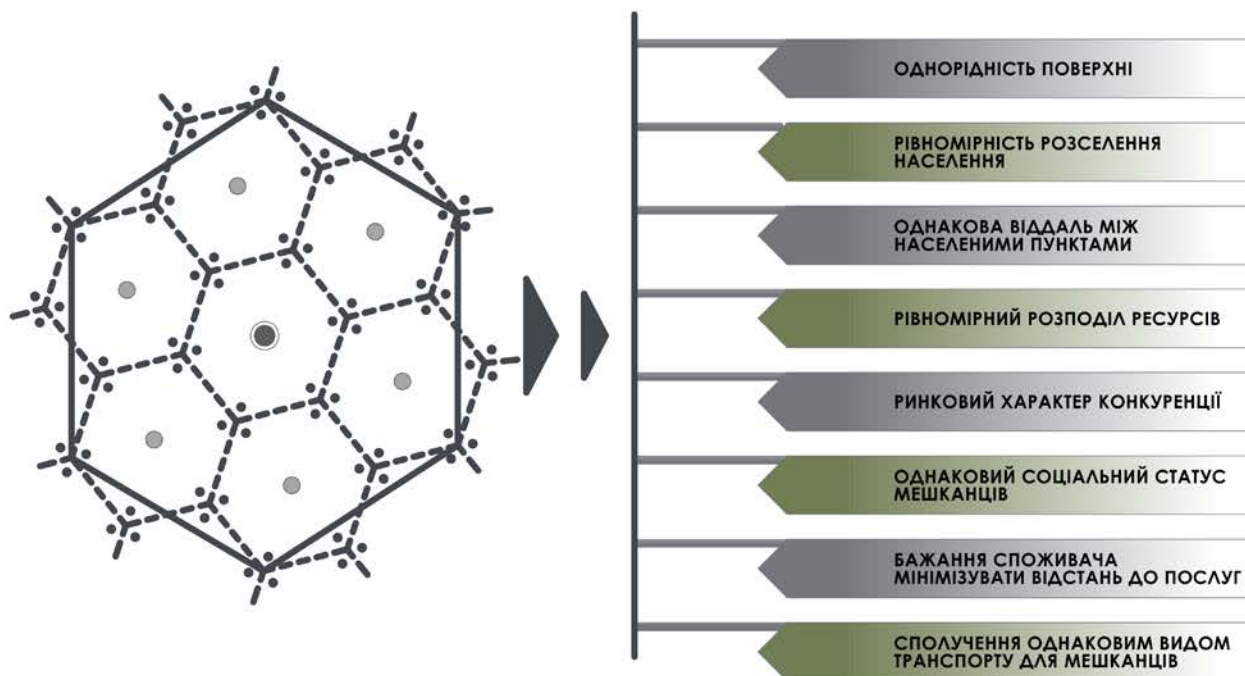 ОДНОРІДНІСТЬ ПОВЕРХНІ
РІВНОМІРНІСТЬ РОЗСЕЛЕННЯ
НАСЕЛЕННЯ
ОДНАКОВА ВІДДАЛЬ МІЖ
НАСЕЛЕНИМИ ПУНКТАМИ
РІВНОМІРНИЙ РОЗПОДІЛ РЕСУРСІВ
РИНКОВИЙ ХАРАКТЕР КОНКУРЕНЦІЇ
ОДНАКОВИЙ СОЦІАЛЬНИЙ СТАТУС
МЕШКАНЦІВ
БАЖАННЯ СПОЖИВАЧА
МІНІМІЗУВАТИ ВІДСТАНЬ ДО ПОСЛУГ
СПОЛУЧЕННЯ ОДНАКОВИМ ВИДОМ
ТРАНСПОРТУ ДЛЯ МЕШКАНЦІВ